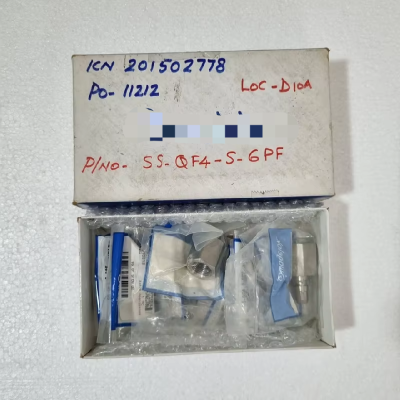 ICN 201502778
PO- 11212
LOC-D10A
P/NO- SS-QF4-S-6PF